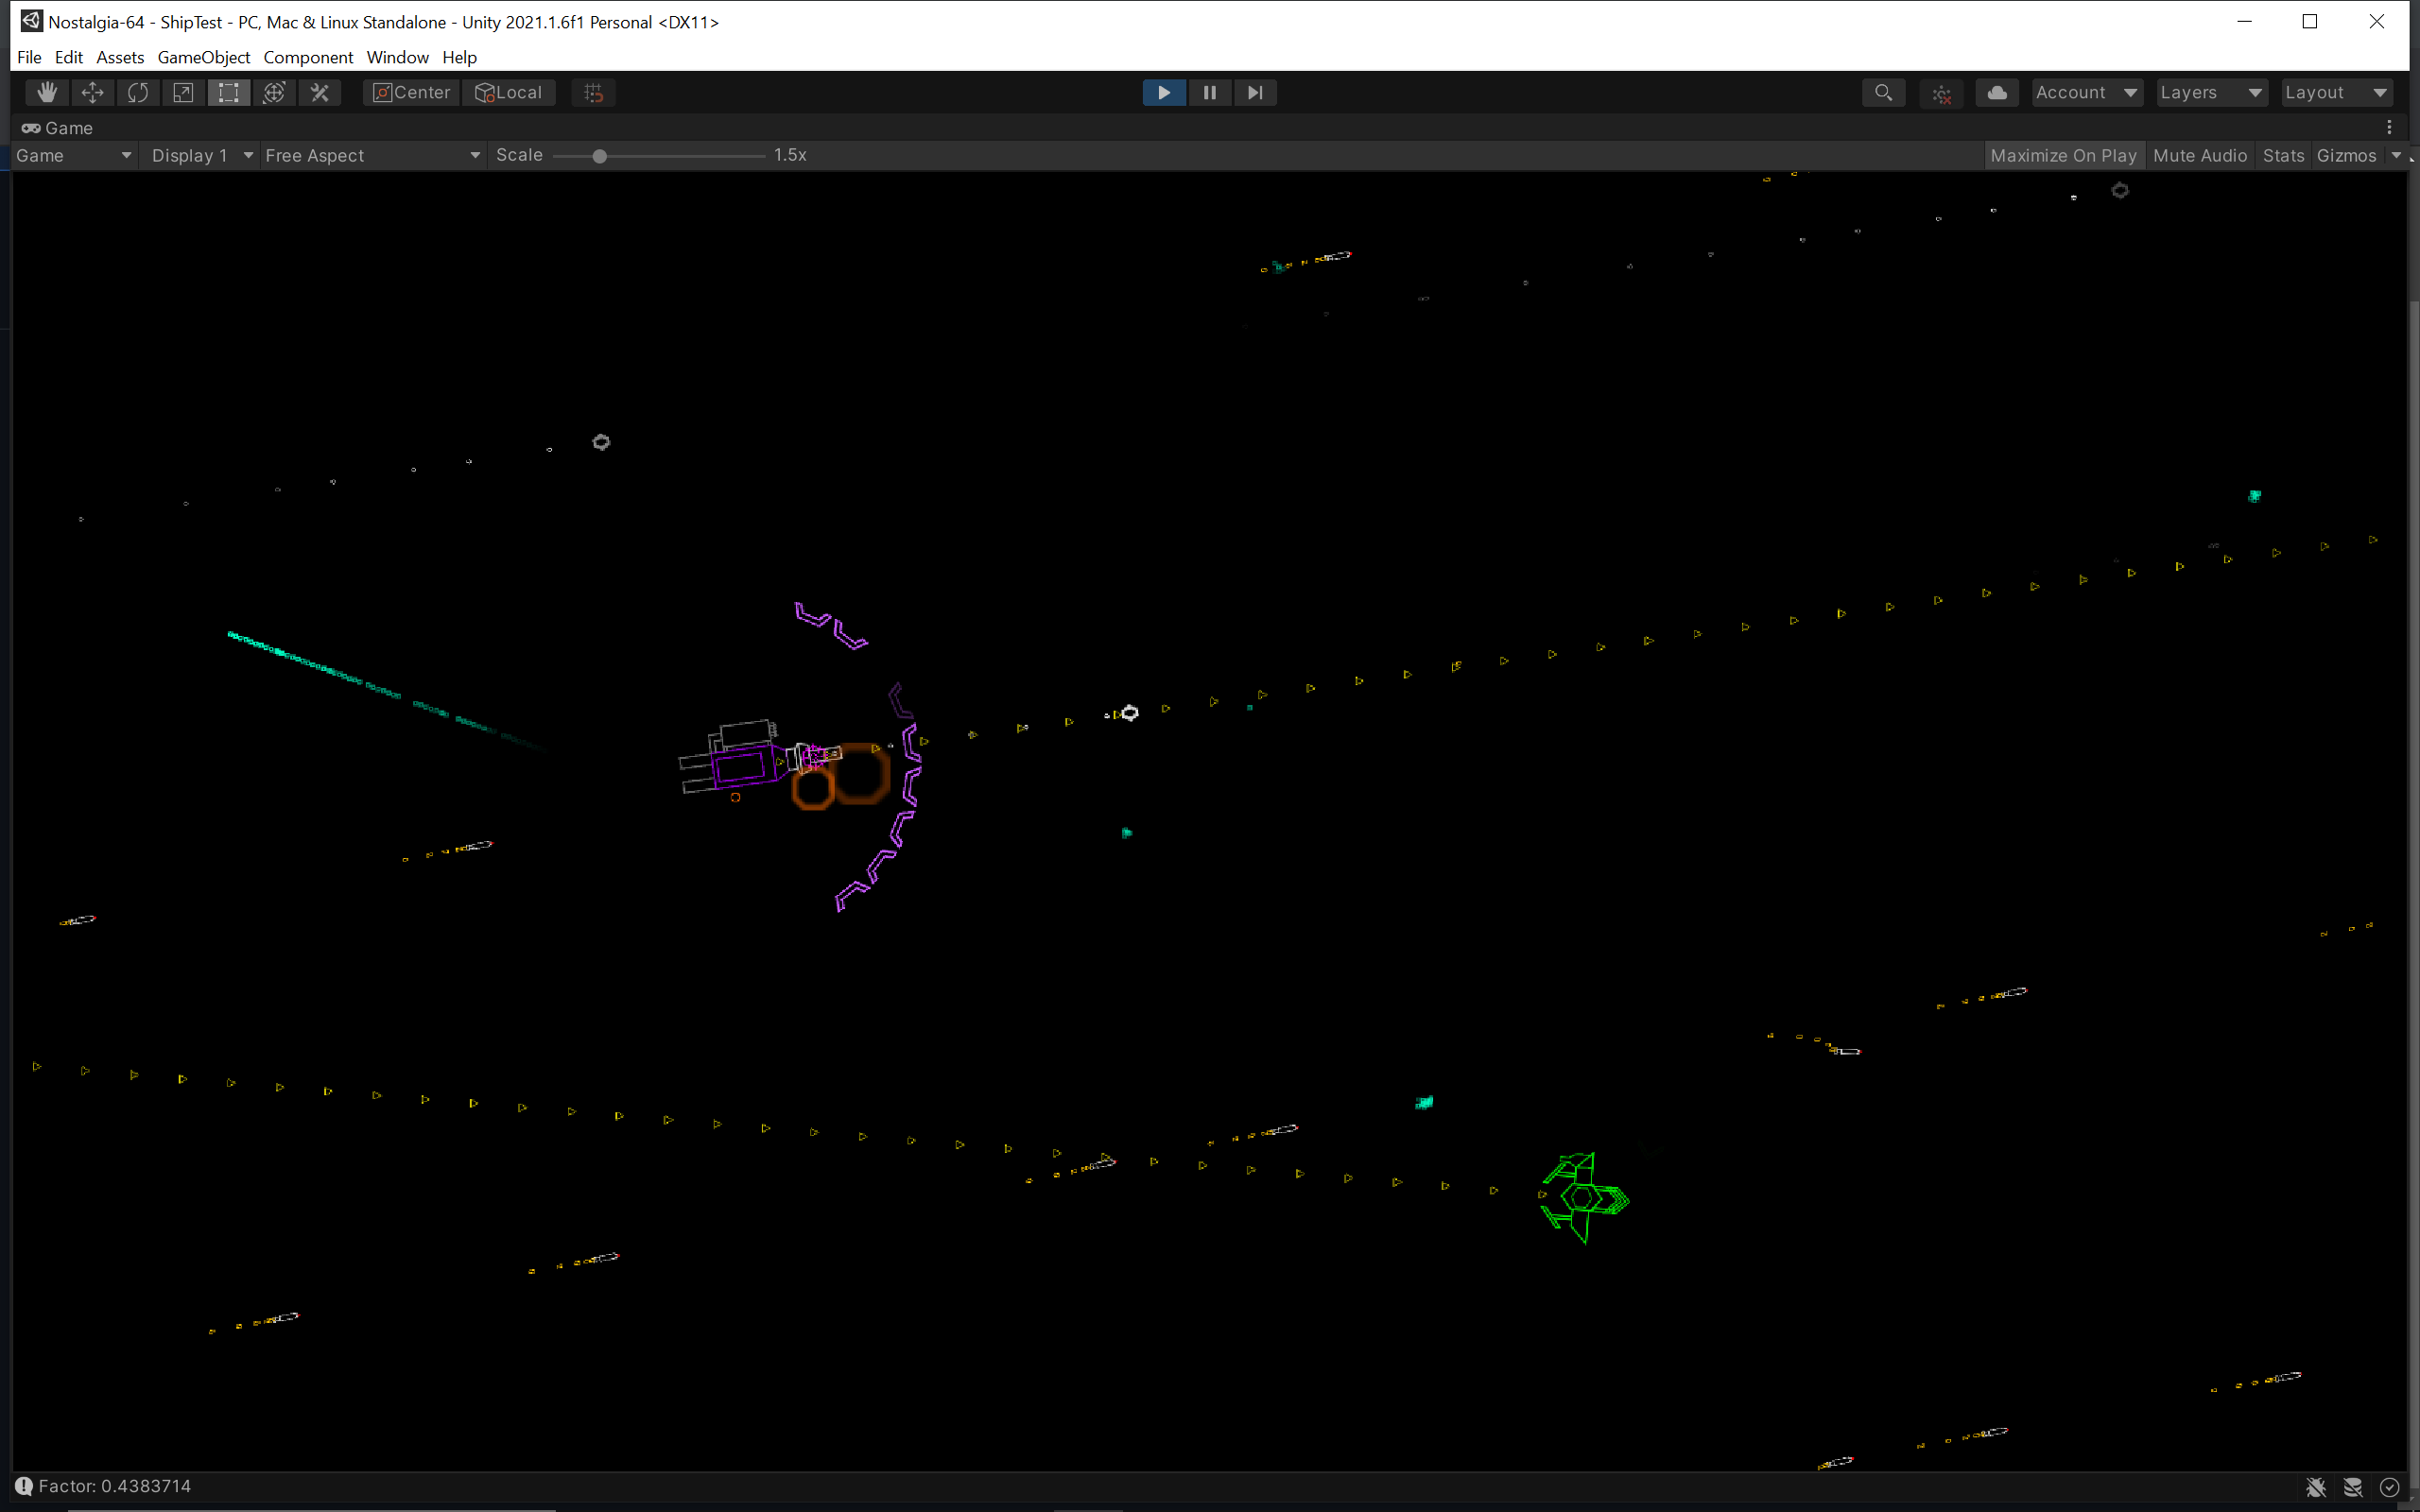 Nostalgia-64 - ShipTest - PC, Mac & Linux Standalone - Unity 2021.1.6f1 Personal <DX11>
File Edit Assets GameObject Component Window Help
Center Local Account Layers Layout
Game
Game Display 1 Free Aspect Scale 1.5x Maximize On Play Mute Audio Stats Gizmos
Factor: 0.4383714